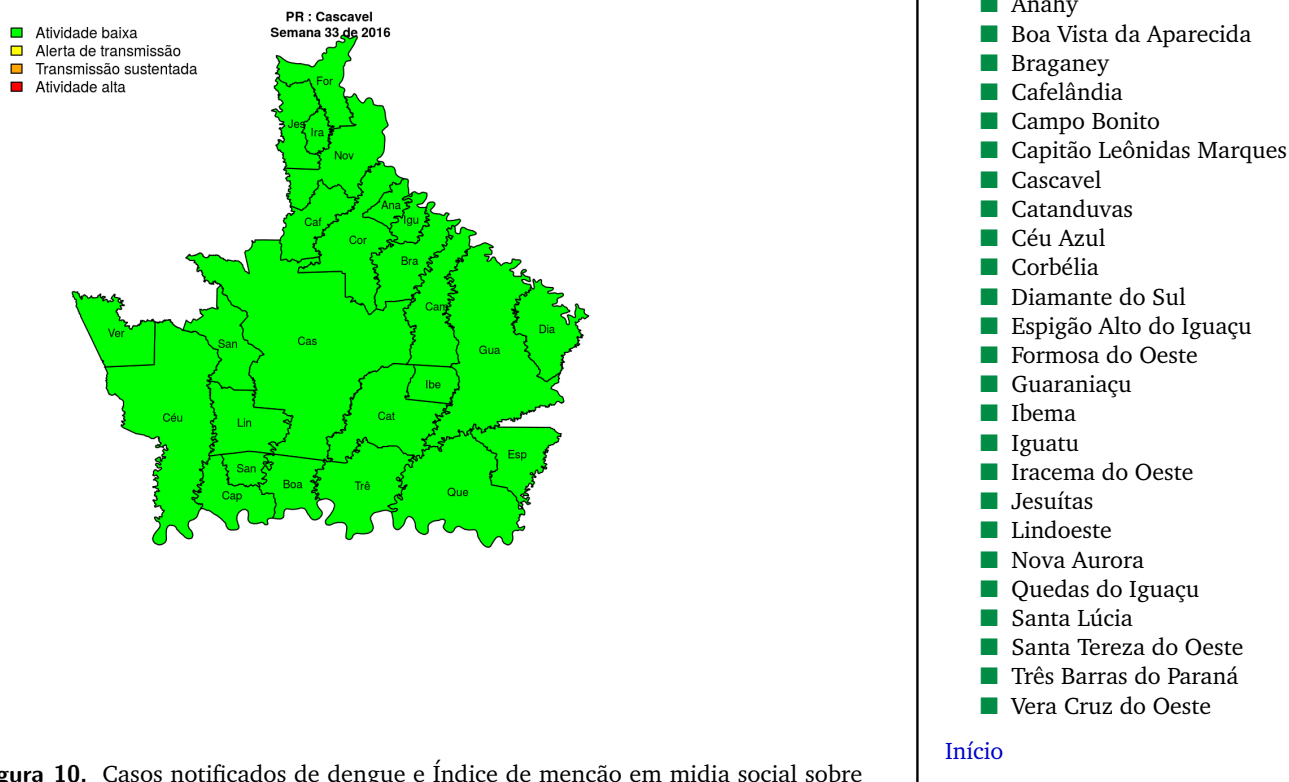 PR : Cascavel
Semana 33 de 2016
Atividade baixa
Alerta de transmissão
Transmissão sustentada
Atividade alta
For
Jes
Ira
Nov
Ana
Igu
Caf
Cor
Bra
Cam
Dia
Ver
San
Cas
Gua
Ibe
Céu
Lin
Cat
Esp
San
Boa
Trê
Cap
Que
gura 10. Casos notificados de dengue e Índice de menção em midia social sobre
Anahy
Boa Vista da Aparecida
Braganey
Cafelândia
Campo Bonito
Capitão Leônidas Marques
Cascavel
Catanduvas
Céu Azul
Corbélia
Diamante do Sul
Espigão Alto do Iguaçu
Formosa do Oeste
Guaraniaçu
Ibema
Iguatu
Iracema do Oeste
Jesuítas
Lindoeste
Nova Aurora
Quedas do Iguaçu
Santa Lúcia
Santa Tereza do Oeste
Três Barras do Paraná
Vera Cruz do Oeste
Início